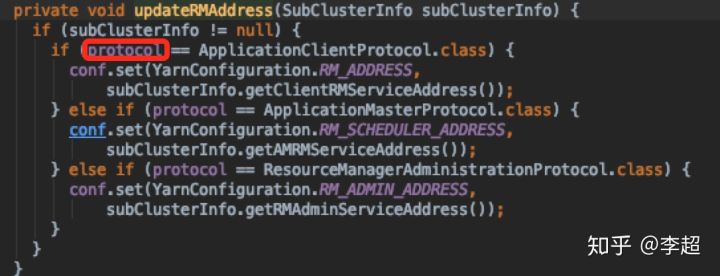 private void updateRMAddress(SubClusterInfo subClusterInfo) {
  if (subClusterInfo != null) {
    if (protocol == ApplicationClientProtocol.class) {
      conf.set(YarnConfiguration.RM_ADDRESS,
          subClusterInfo.getClientRMServiceAddress());
    } else if (protocol == ApplicationMasterProtocol.class) {
      conf.set(YarnConfiguration.RM_SCHEDULER_ADDRESS,
          subClusterInfo.getAMRMServiceAddress());
    } else if (protocol == ResourceManagerAdministrationProtocol.class) {
      conf.set(YarnConfiguration.RM_ADMIN_ADDRESS,
          subClusterInfo.getRMAdminServiceAddress());
    }
  }
}
知乎 @李超